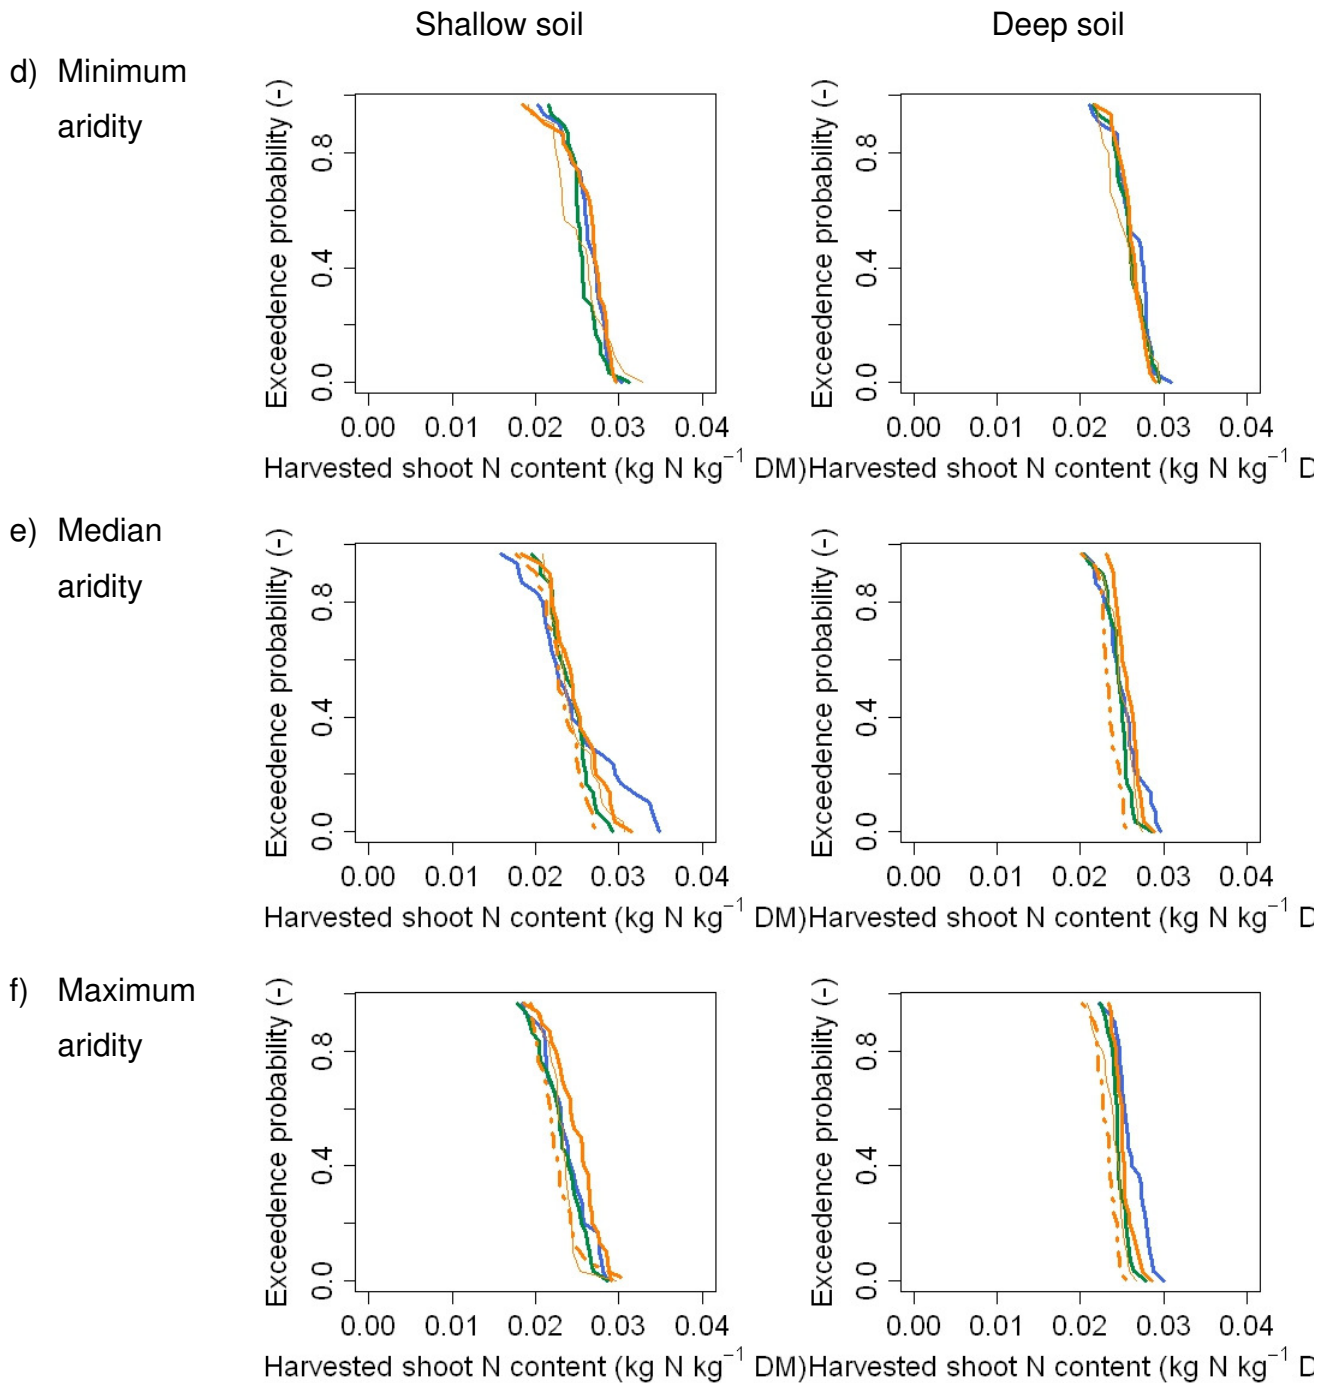 Shallow soil Deep soil
d) Minimum
aridity
Exceedence probability (-)
0.0 0.4 0.8
0.00 0.01 0.02 0.03 0.04
Harvested shoot N content (kg N kg⁻¹ DM)
Exceedence probability (-)
0.0 0.4 0.8
0.00 0.01 0.02 0.03 0.04
Harvested shoot N content (kg N kg⁻¹ D
e) Median
aridity
Exceedence probability (-)
0.0 0.4 0.8
0.00 0.01 0.02 0.03 0.04
Harvested shoot N content (kg N kg⁻¹ DM)
Exceedence probability (-)
0.0 0.4 0.8
0.00 0.01 0.02 0.03 0.04
Harvested shoot N content (kg N kg⁻¹ D
f) Maximum
aridity
Exceedence probability (-)
0.0 0.4 0.8
0.00 0.01 0.02 0.03 0.04
Harvested shoot N content (kg N kg⁻¹ DM)
Exceedence probability (-)
0.0 0.4 0.8
0.00 0.01 0.02 0.03 0.04
Harvested shoot N content (kg N kg⁻¹ D